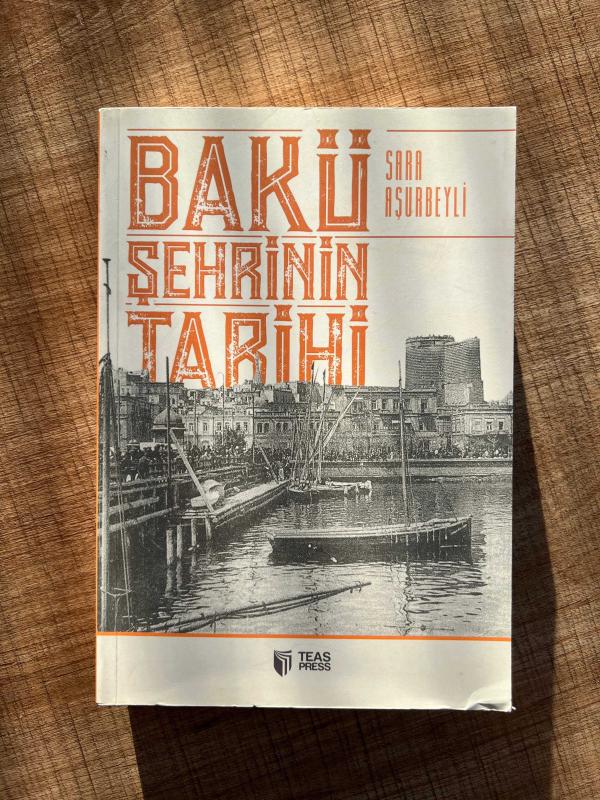 BAKÜ
ŞEHRİNİN
TARİHİ
SARA
AŞURBEYLİ
TEAS
PRESS